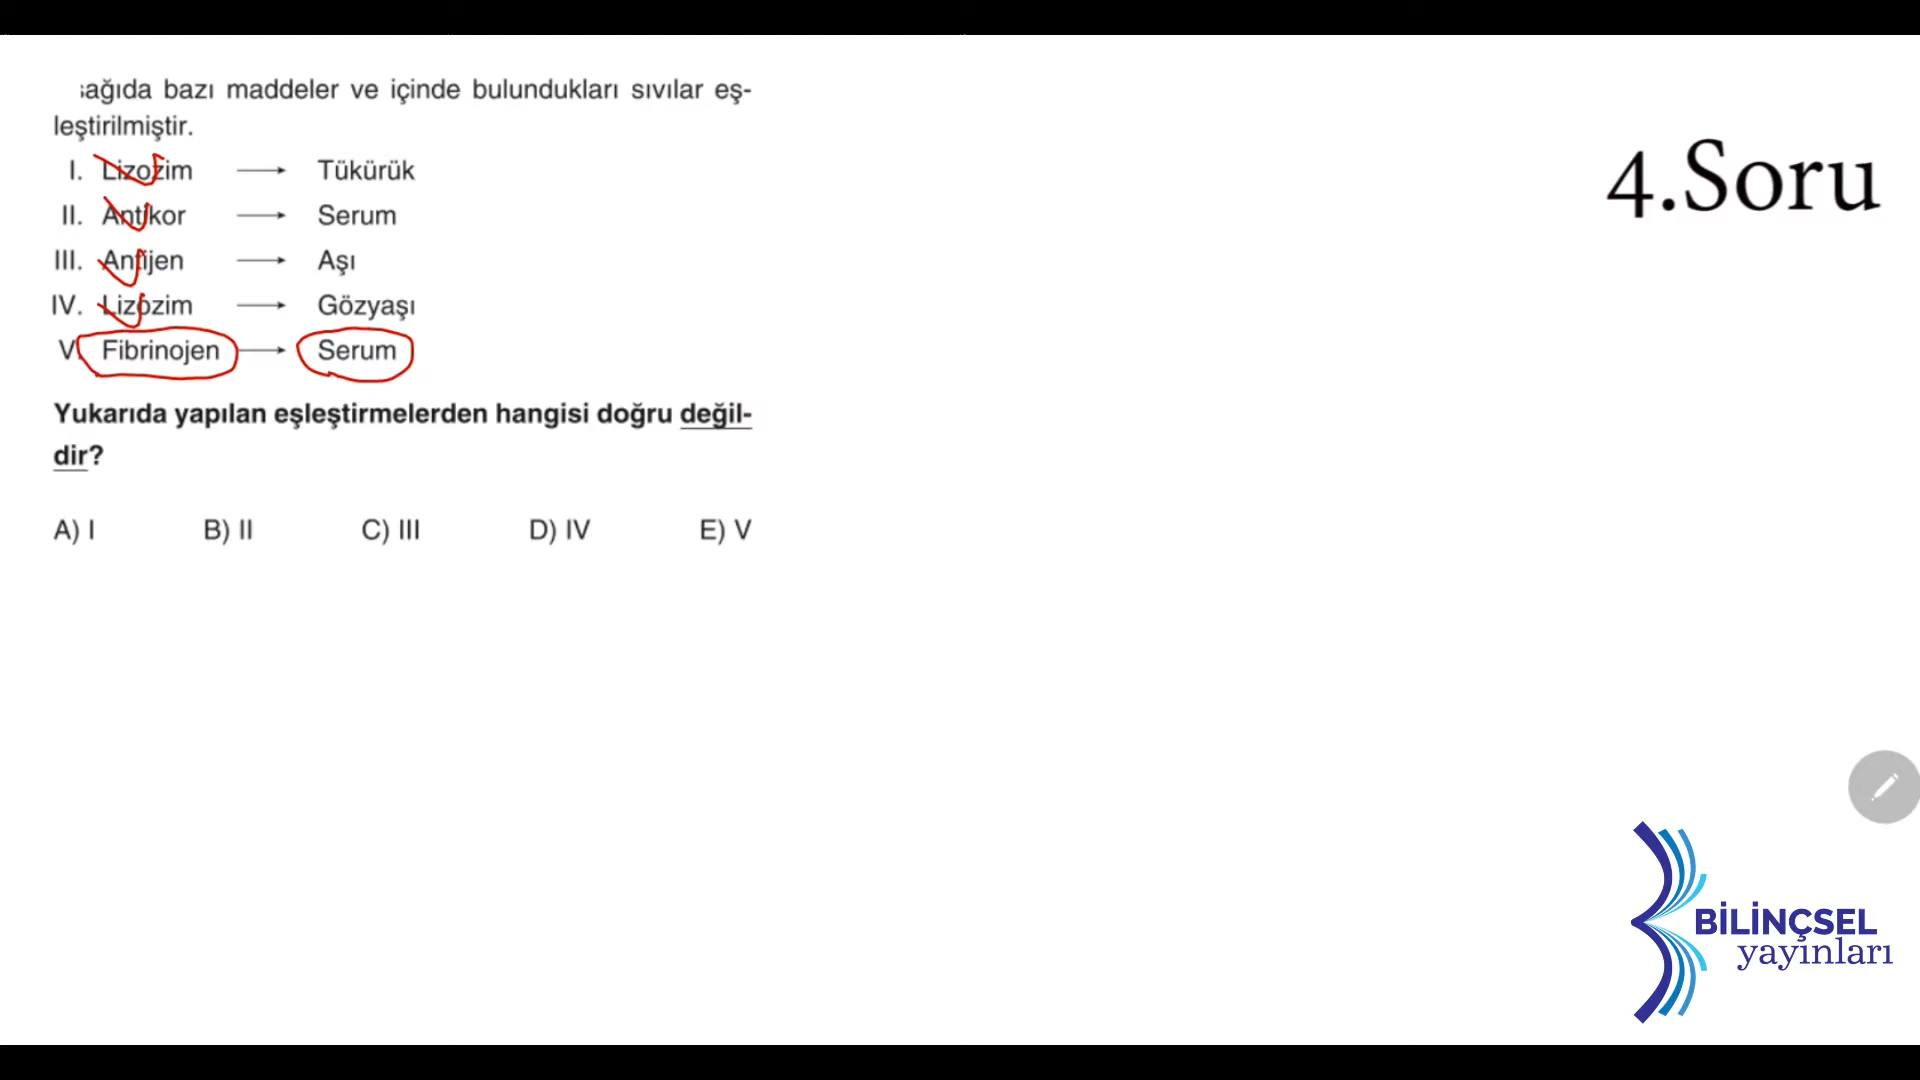 şağıda bazı maddeler ve içinde bulundukları sıvılar eş-
leştirilmiştir.
I. Lizozim → Tükürük
II. Antikor → Serum
III. Antijen → Aşı
IV. Lizozim → Gözyaşı
V. Fibrinojen → Serum
Yukarıda yapılan eşleştirmelerden hangisi doğru değil-
dir?
A) I B) II C) III D) IV E) V
4.Soru
BİLİNÇSEL
yayınları